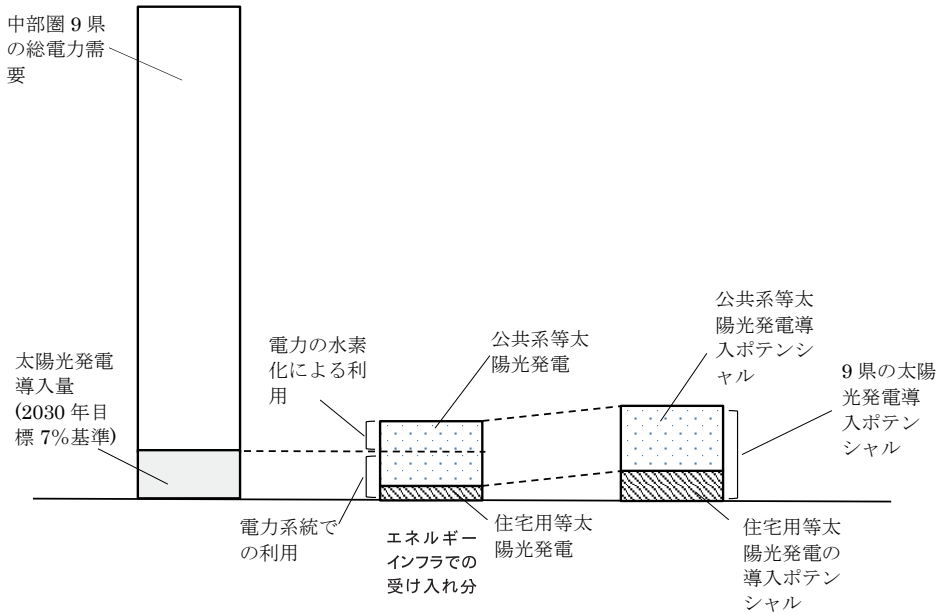 中部圏 9 県
の総電力需
要
太陽光発電
導入量
(2030 年目
標 7%基準)
電力の水素
化による利
用
電力系統で
の利用
公共系等太
陽光発電
住宅用等太
陽光発電
エネルギー
インフラでの
受け入れ分
公共系等太
陽光発電導
入ポテンシ
ャル
9 県の太陽
光発電導
入ポテン
シャル
住宅用等太
陽光発電の
導入ポテン
シャル